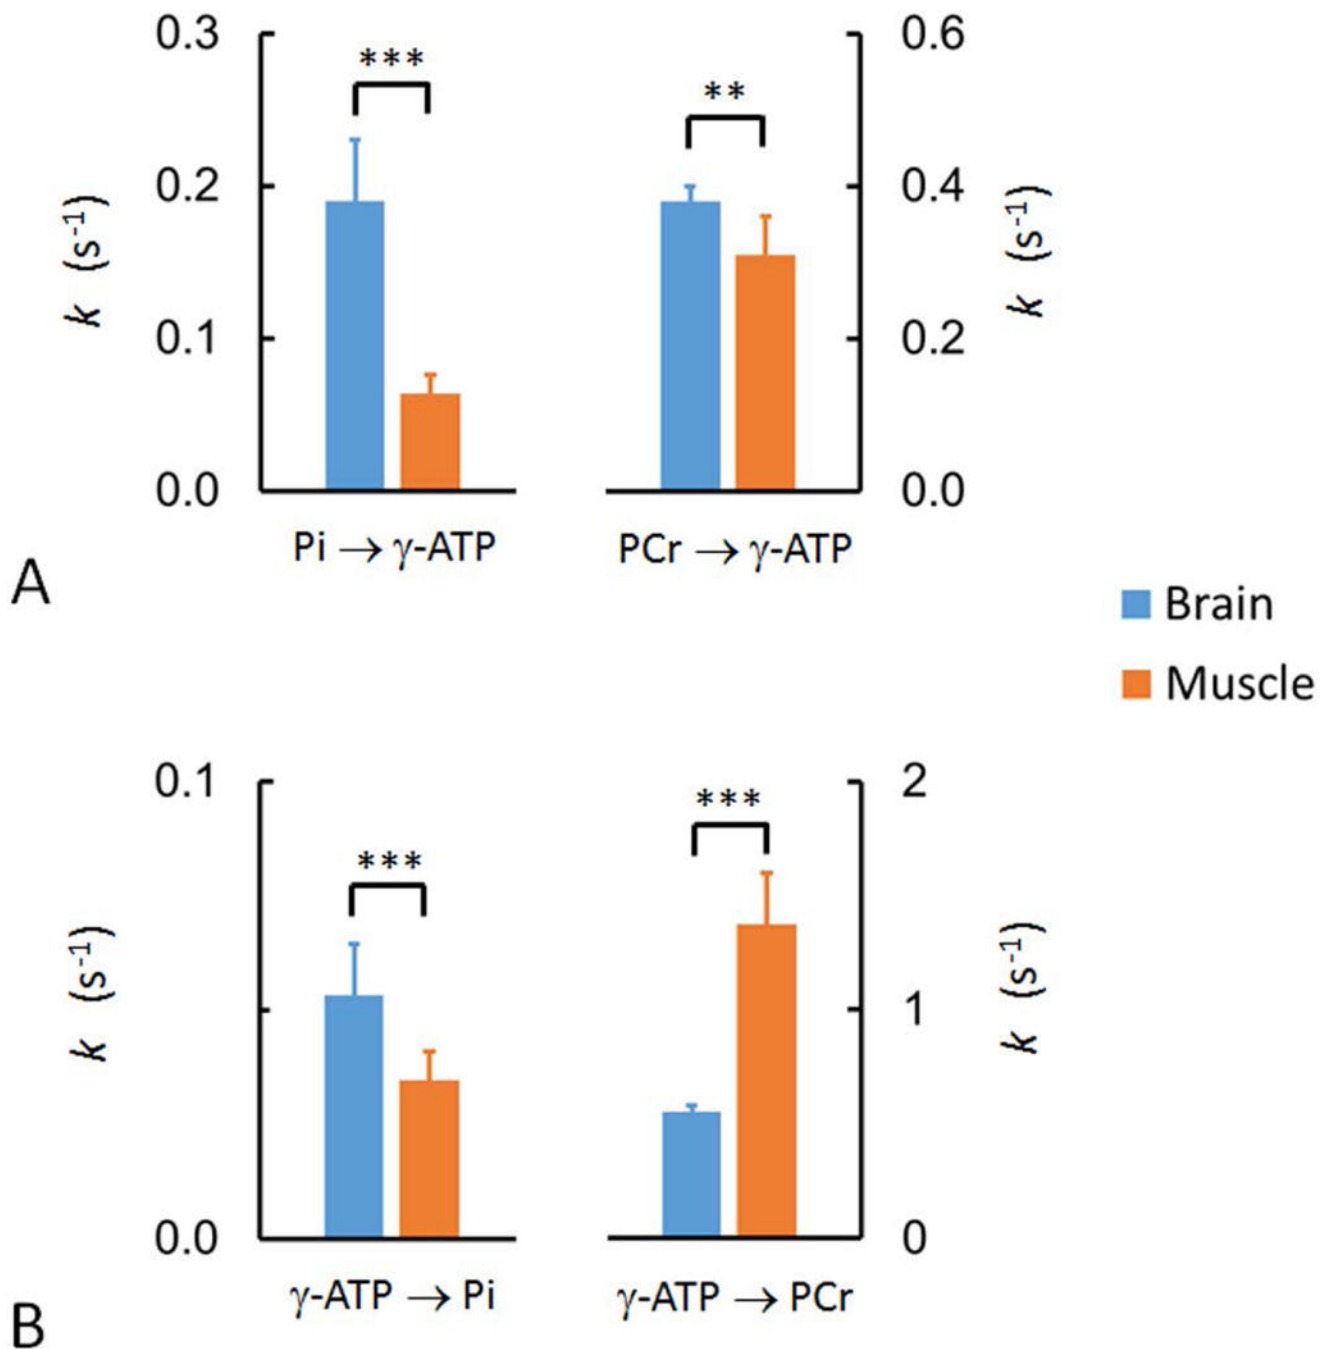 0.3
0.2
0.1
0.0
k (s⁻¹)
***
Pi → γ-ATP
**
PCr → γ-ATP
0.6
0.4
0.2
0.0
k (s⁻¹)
A
Brain
Muscle
0.1
0.0
k (s⁻¹)
***
γ-ATP → Pi
***
γ-ATP → PCr
2
1
0
k (s⁻¹)
B